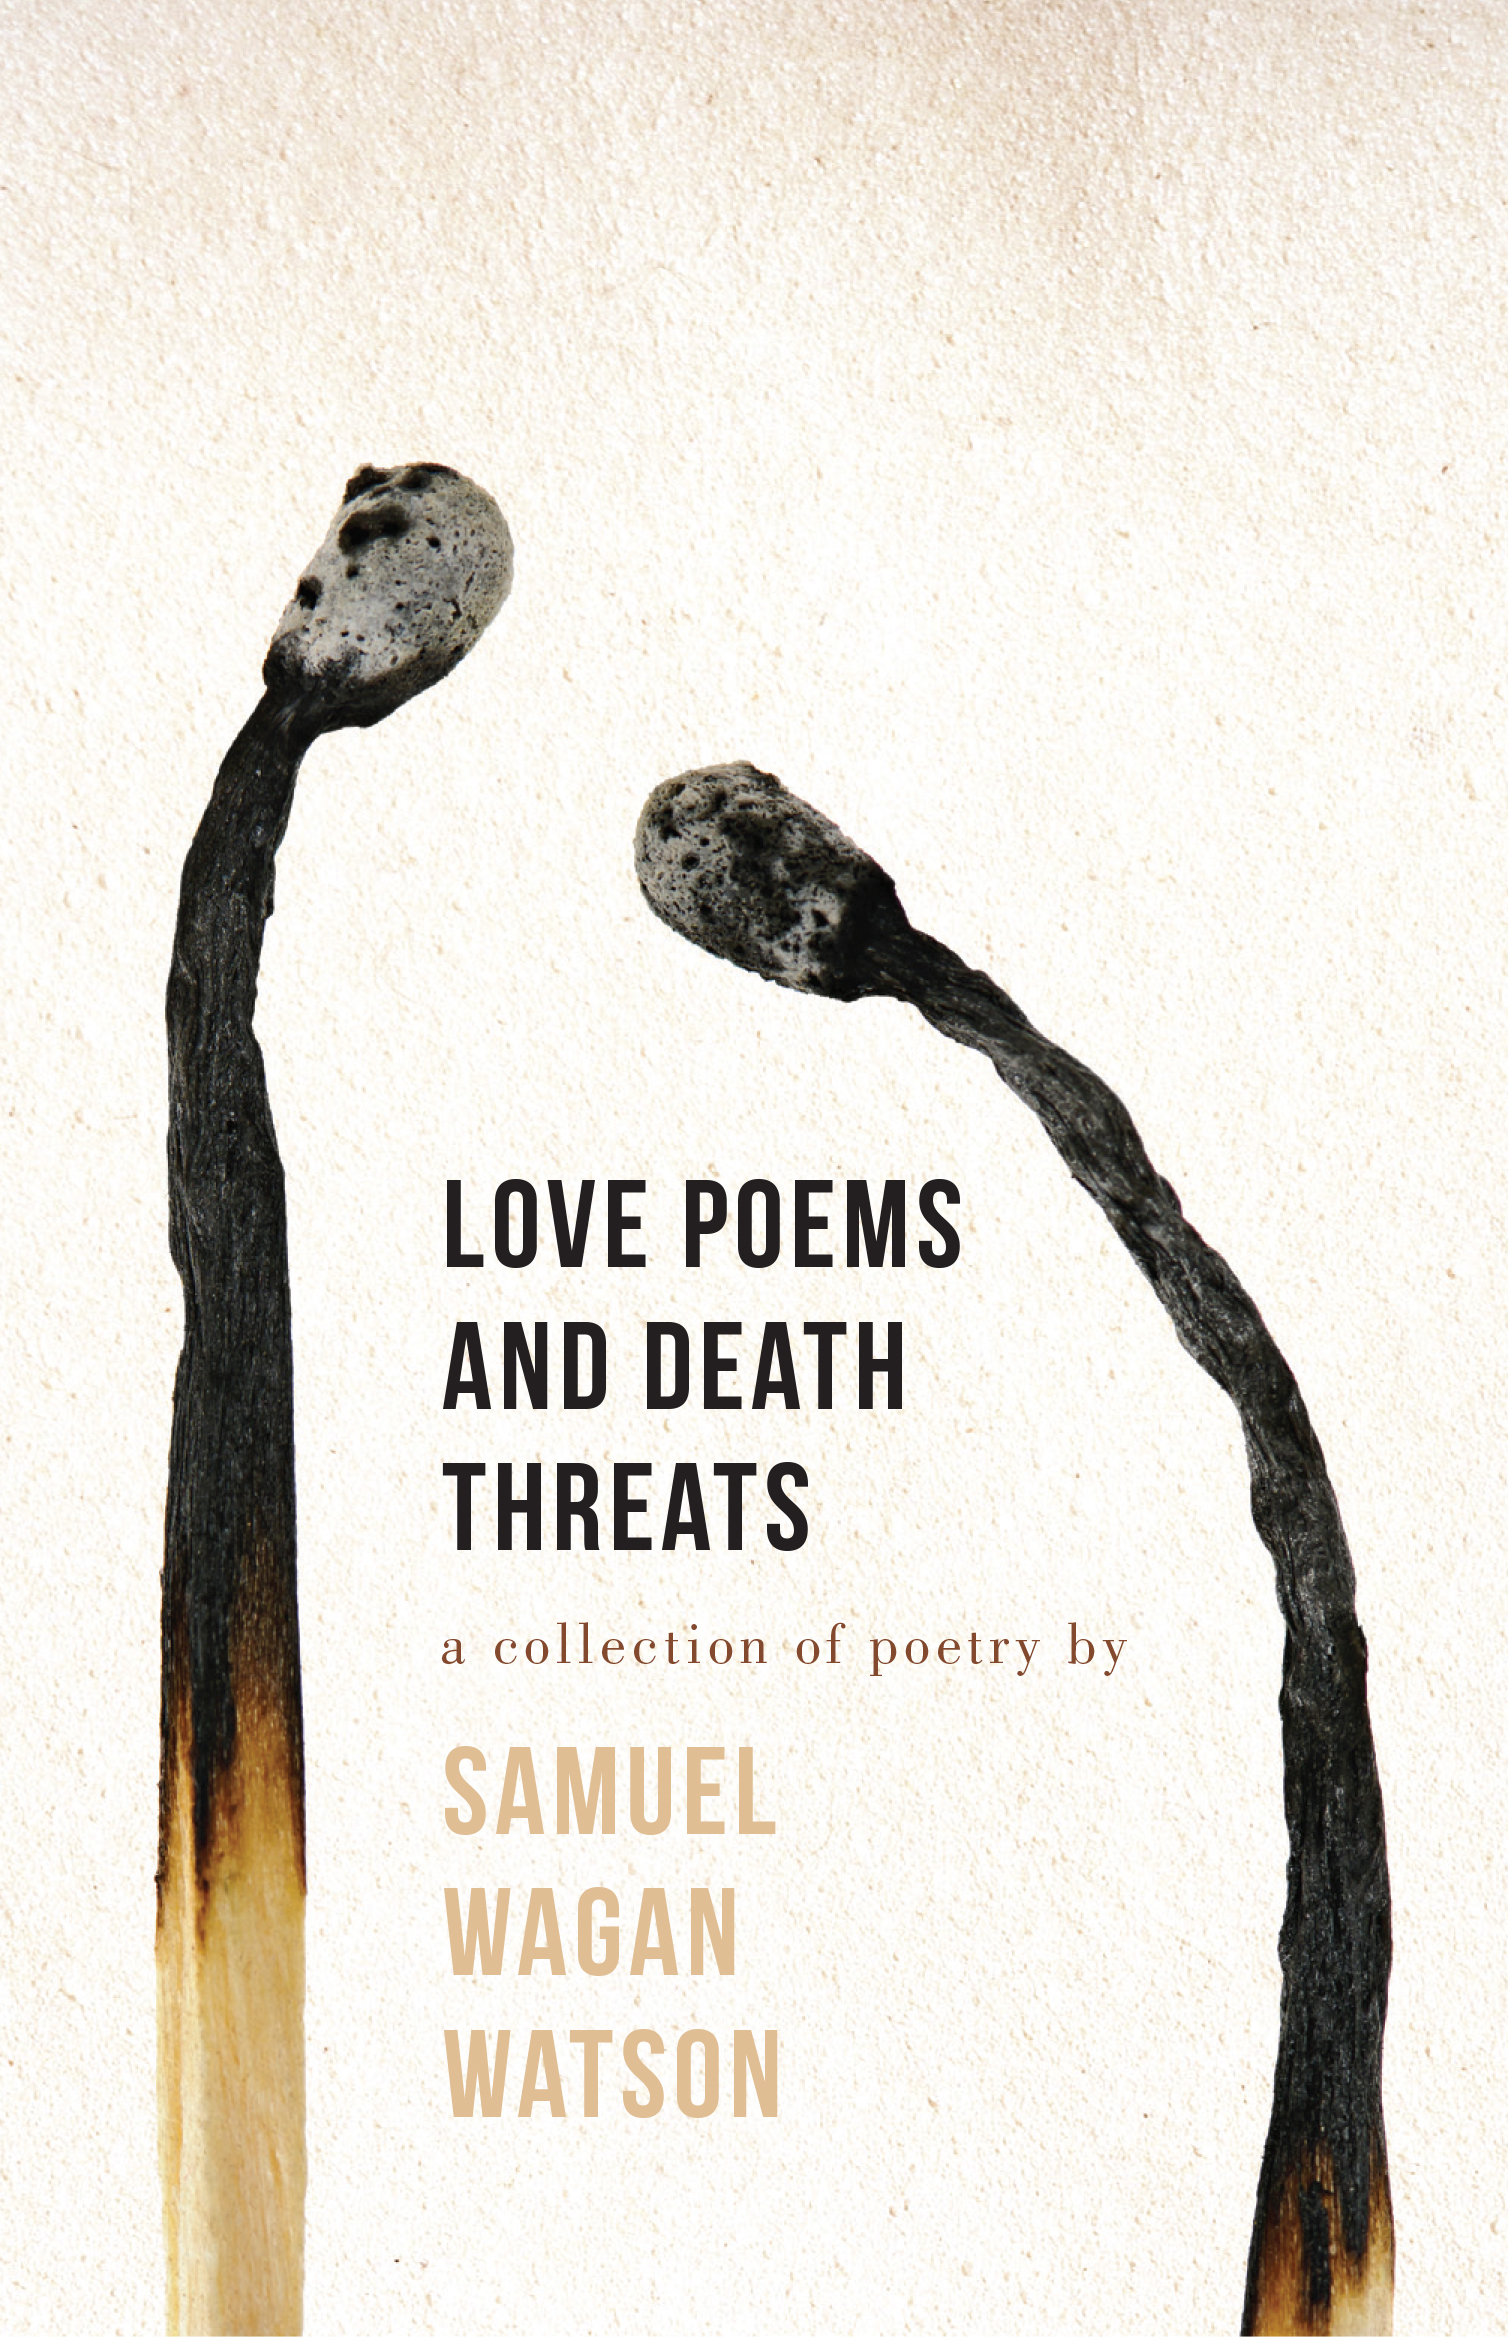 LOVE POEMS
AND DEATH
THREATS
a collection of poetry by
SAMUEL
WAGAN
WATSON